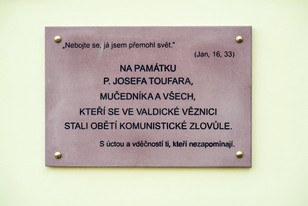 „Nebojte se, já jsem přemohl svět."
(Jan, 16, 33)
NA PAMÁTKU
P. JOSEFA TOUFARA,
MUČEDNÍKA A VŠECH,
KTEŘÍ SE VE VALDICKÉ VĚZNICI
STALI OBĚTÍ KOMUNISTICKÉ ZLOVŮLE.
S úctou a vděčností ti, kteří nezapomínají.